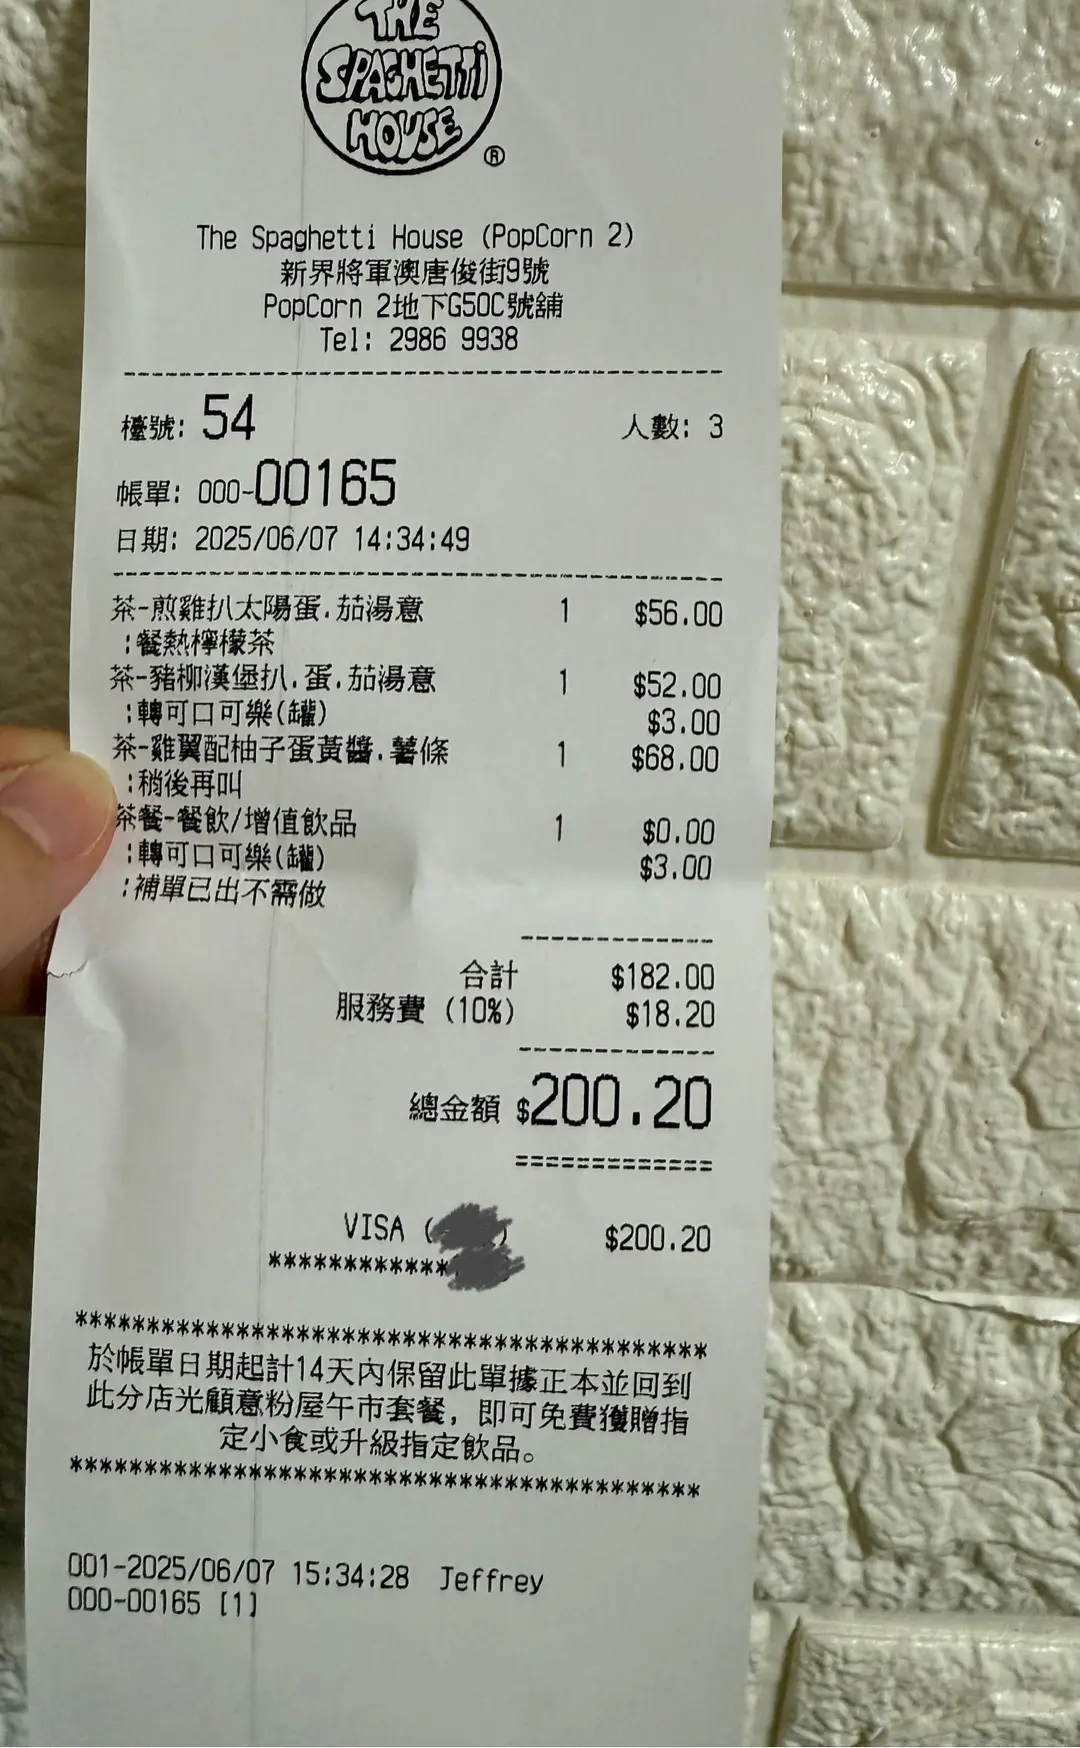 THE
SPAGHETTI
HOUSE
®
The Spaghetti House (PopCorn 2)
新界將軍澳唐俊街9號
PopCorn 2地下G50C號舖
Tel: 2986 9938
檯號: 54 人數: 3
帳單: 000-00165
日期: 2025/06/07 14:34:49
茶-煎雞扒太陽蛋.茄湯意 1 $56.00
:餐熱檸檬茶
茶-豬柳漢堡扒.蛋.茄湯意 1 $52.00
:轉可口可樂(罐) $3.00
茶-雞翼配柚子蛋黃醬.薯條 1 $68.00
:稍後再叫
茶餐-餐飲/增值飲品 1 $0.00
:轉可口可樂(罐) $3.00
:補單已出不需做
合計 $182.00
服務費 (10%) $18.20
總金額 $200.20
=============
VISA ( ) $200.20
************
******************************************
於帳單日期起計14天內保留此單據正本並回到
此分店光顧意粉屋午市套餐，即可免費獲贈指
定小食或升級指定飲品。
******************************************
001-2025/06/07 15:34:28 Jeffrey
000-00165 [1]